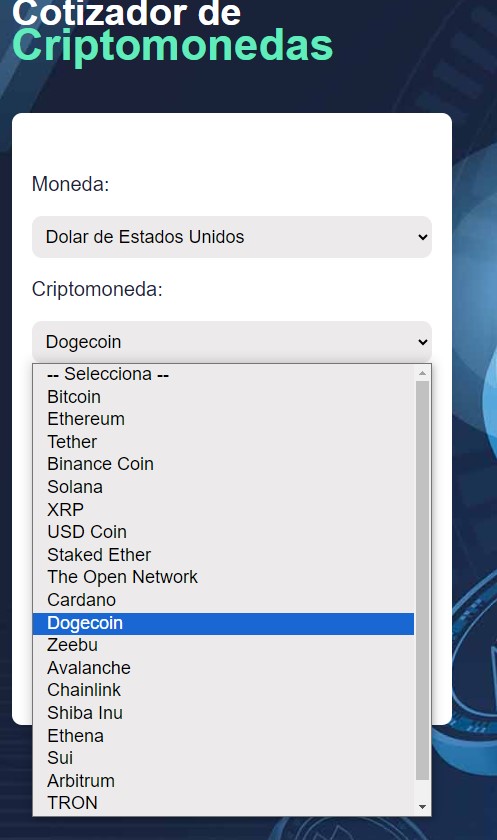 Cotizador de
Criptomonedas
Moneda:
Dolar de Estados Unidos
Criptomoneda:
Dogecoin
-- Selecciona --
Bitcoin
Ethereum
Tether
Binance Coin
Solana
XRP
USD Coin
Staked Ether
The Open Network
Cardano
Dogecoin
Zeebu
Avalanche
Chainlink
Shiba Inu
Ethena
Sui
Arbitrum
TRON